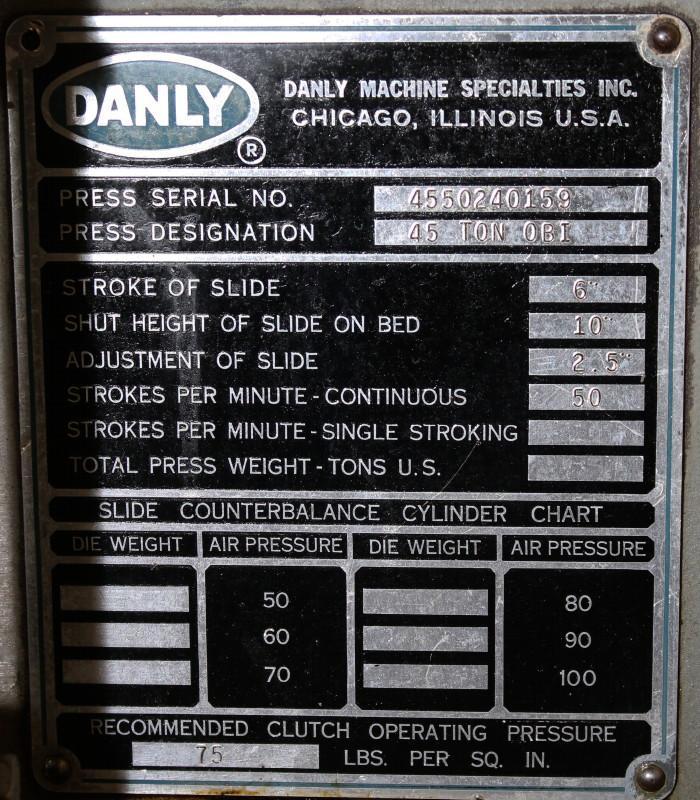 DANLY
®
DANLY MACHINE SPECIALTIES INC.
CHICAGO, ILLINOIS U.S.A.
PRESS SERIAL NO. 4550240159
PRESS DESIGNATION 45 TON OBI
STROKE OF SLIDE 6"
SHUT HEIGHT OF SLIDE ON BED 10"
ADJUSTMENT OF SLIDE 2.5"
STROKES PER MINUTE-CONTINUOUS 50
STROKES PER MINUTE-SINGLE STROKING
TOTAL PRESS WEIGHT-TONS U.S.
SLIDE COUNTERBALANCE CYLINDER CHART
DIE WEIGHT AIR PRESSURE DIE WEIGHT AIR PRESSURE
50 80
60 90
70 100
RECOMMENDED CLUTCH OPERATING PRESSURE
75 LBS. PER SQ. IN.